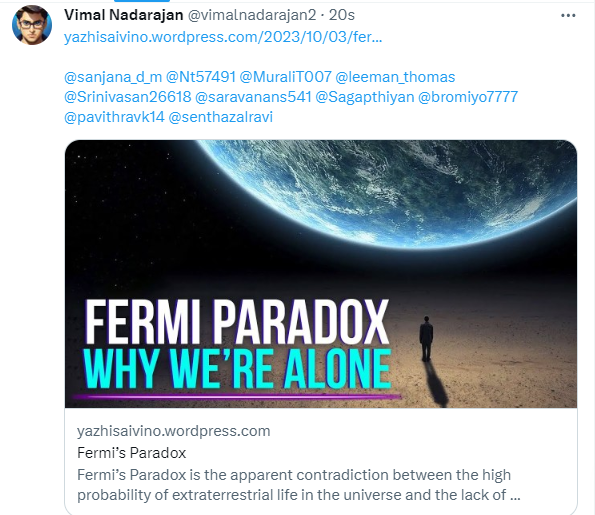 Vimal Nadarajan @vimalnadarajan2 · 20s
yazhisaivino.wordpress.com/2023/10/03/fer...
@sanjana_d_m @Nt57491 @MuraliT007 @leeman_thomas
@Srinivasan26618 @saravanans541 @Sagapthiyan @bromiyo7777
@pavithravk14 @senthazalravi
FERMI PARADOX
WHY WE'RE ALONE
yazhisaivino.wordpress.com
Fermi's Paradox
Fermi's Paradox is the apparent contradiction between the high
probability of extraterrestrial life in the universe and the lack of ...